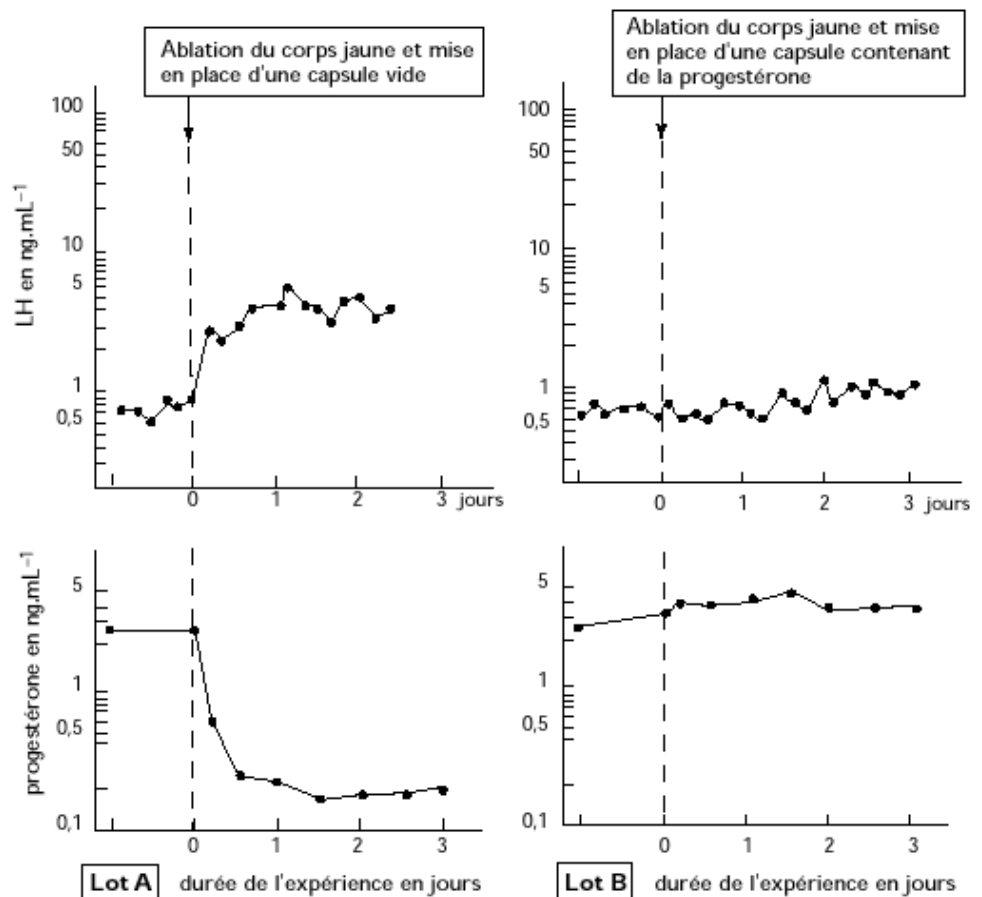 Ablation du corps jaune et mise
en place d'une capsule vide
Ablation du corps jaune et mise
en place d'une capsule contenant
de la progestérone
LH en ng.mL⁻¹
100
50
10
5
1
0,5
0 1 2 3 jours
100
50
10
5
1
0,5
0 1 2 3 jours
progestérone en ng.mL⁻¹
5
1
0,5
0,1
0 1 2 3
Lot A durée de l'expérience en jours
5
1
0,5
0,1
0 1 2 3
Lot B durée de l'expérience en jours